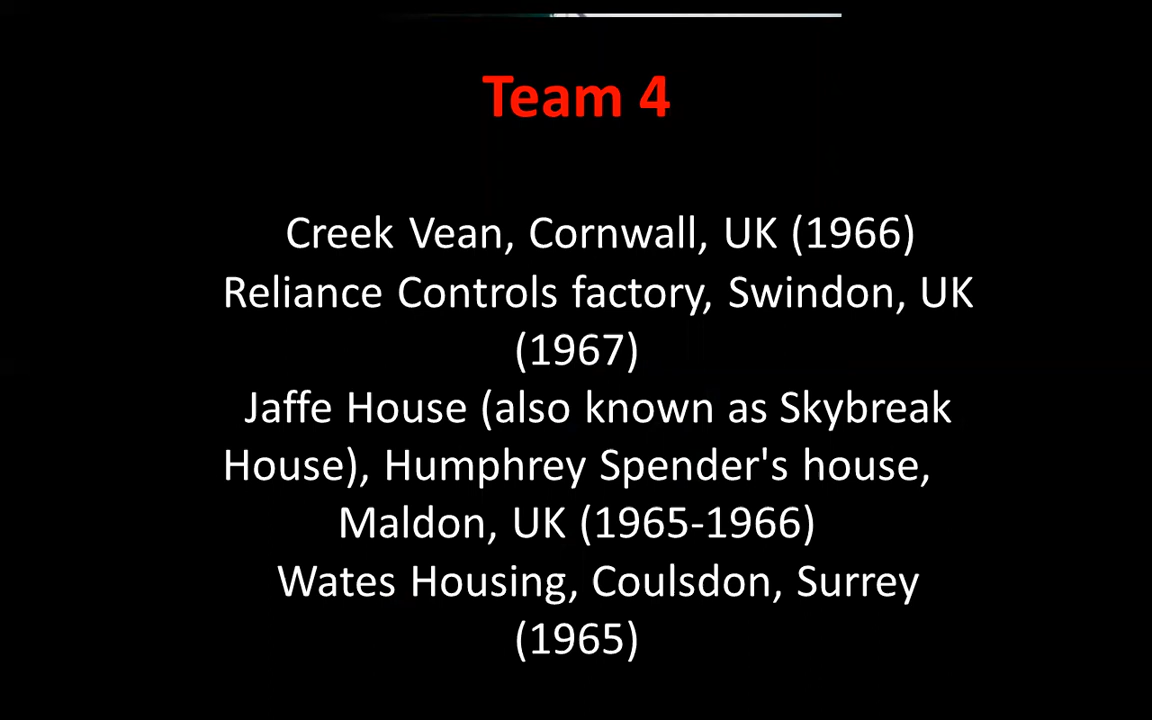 Team 4
Creek Vean, Cornwall, UK (1966)
Reliance Controls factory, Swindon, UK
(1967)
Jaffe House (also known as Skybreak
House), Humphrey Spender's house,
Maldon, UK (1965-1966)
Wates Housing, Coulsdon, Surrey
(1965)